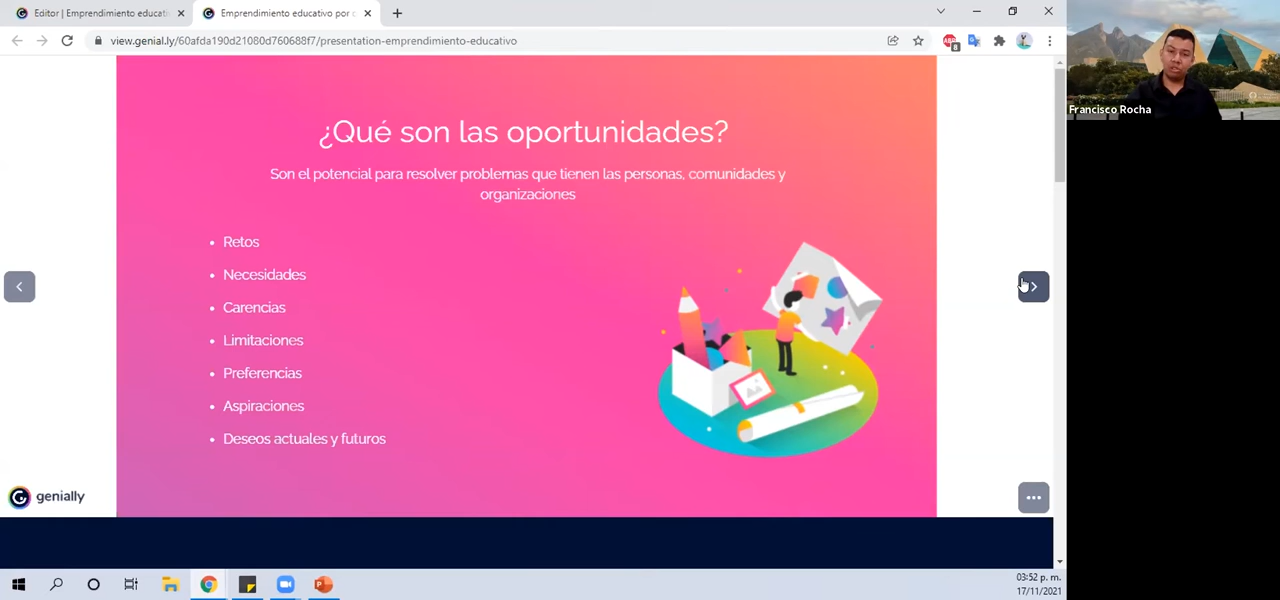 Editor | Emprendimiento educati
Emprendimiento educativo por c
view.genial.ly/60afda190d21080d760688f7/presentation-emprendimiento-educativo
ABP
8
Francisco Rocha
¿Qué son las oportunidades?
Son el potencial para resolver problemas que tienen las personas, comunidades y
organizaciones
• Retos
• Necesidades
• Carencias
• Limitaciones
• Preferencias
• Aspiraciones
• Deseos actuales y futuros
genially
03:52 p. m.
17/11/2021